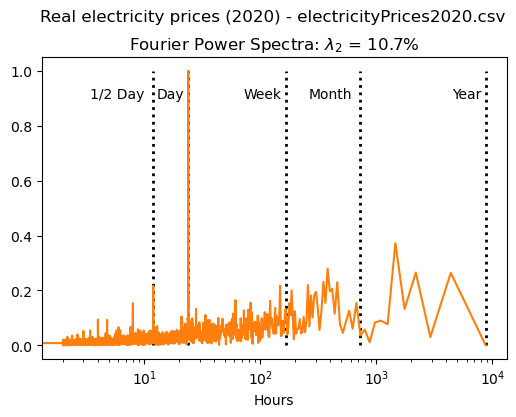 Real electricity prices (2020) - electricityPrices2020.csv
Fourier Power Spectra: λ₂ = 10.7%
1.0
1/2 Day Day Week Month Year
0.8
0.6
0.4
0.2
0.0
10¹ 10² 10³ 10⁴
Hours